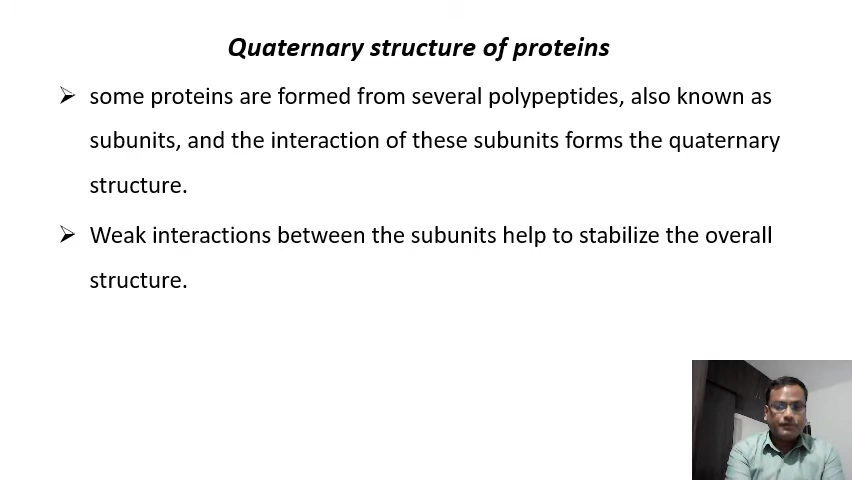 Quaternary structure of proteins
➢ some proteins are formed from several polypeptides, also known as
subunits, and the interaction of these subunits forms the quaternary
structure.
➢ Weak interactions between the subunits help to stabilize the overall
structure.